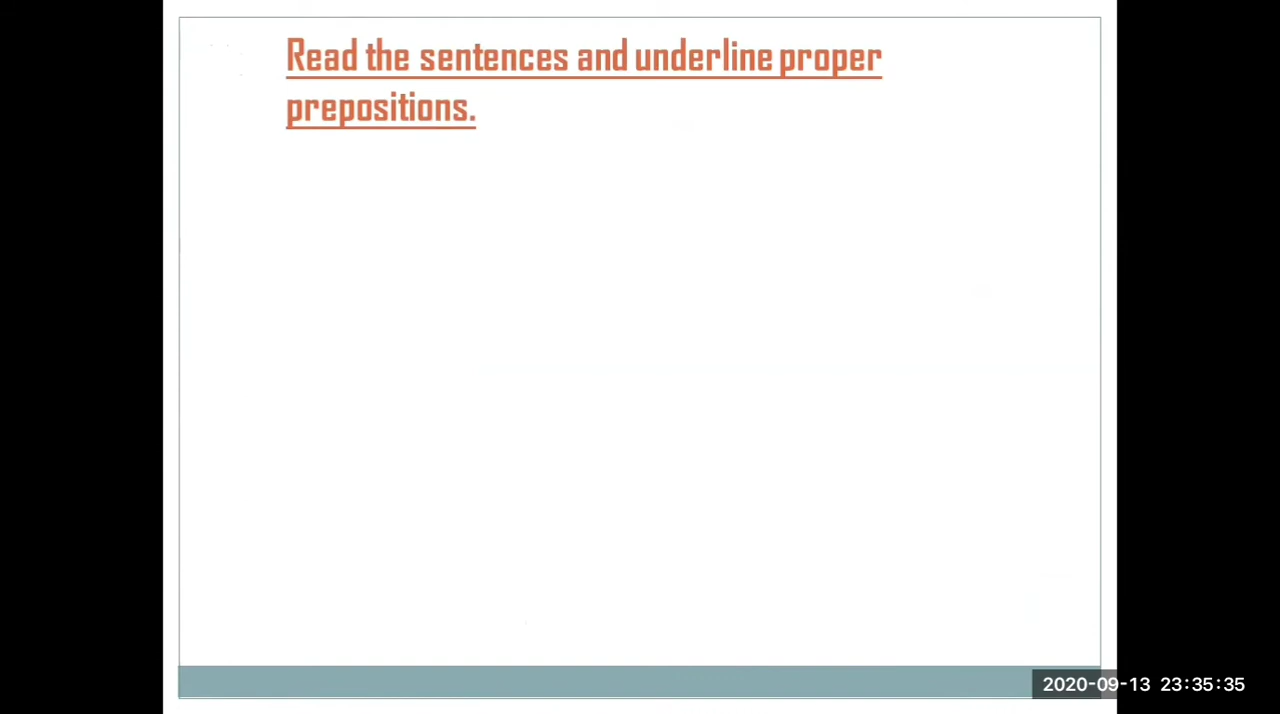 Read the sentences and underline proper
prepositions.
2020-09-13 23:35:35